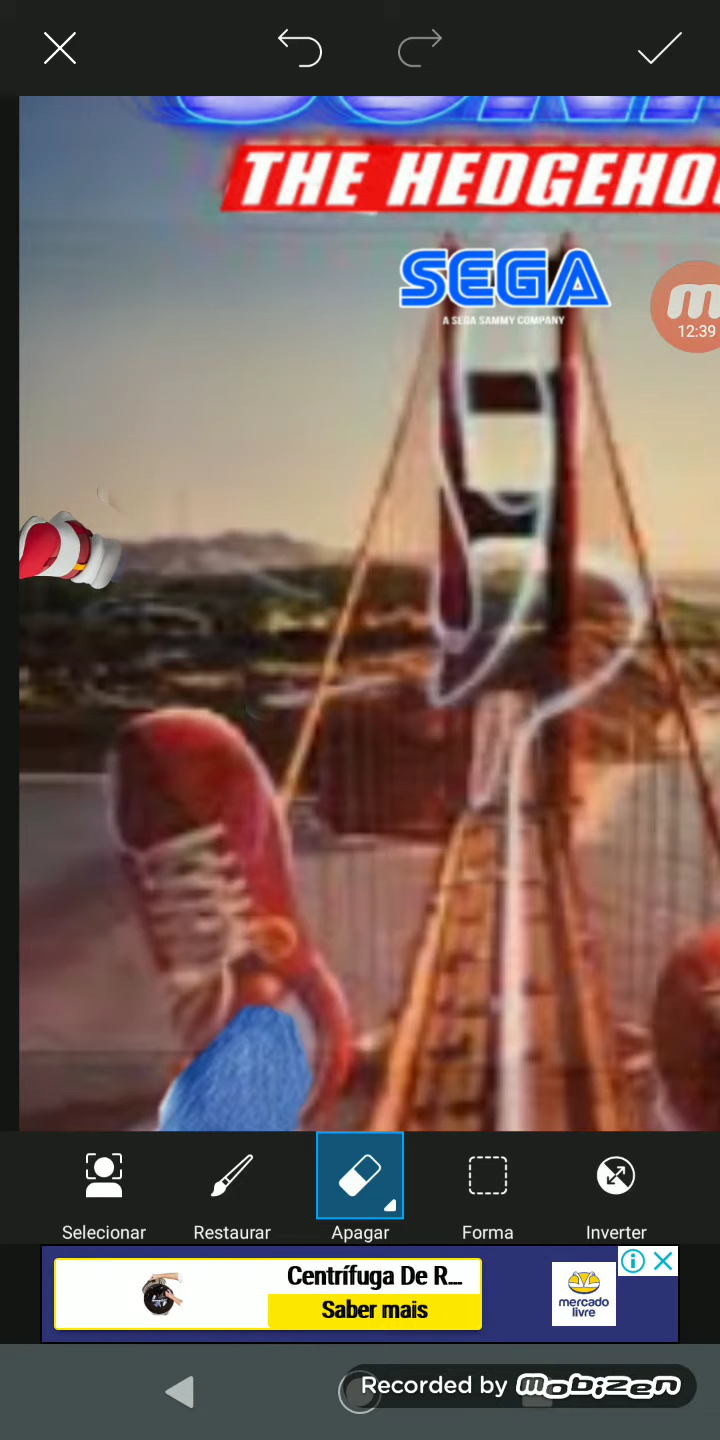 THE HEDGEHO
SEGA
A SEGA SAMMY COMPANY
12:39
Selecionar
Restaurar
Apagar
Forma
Inverter
Centrífuga De R...
Saber mais
mercado
livre
Recorded by mobizen